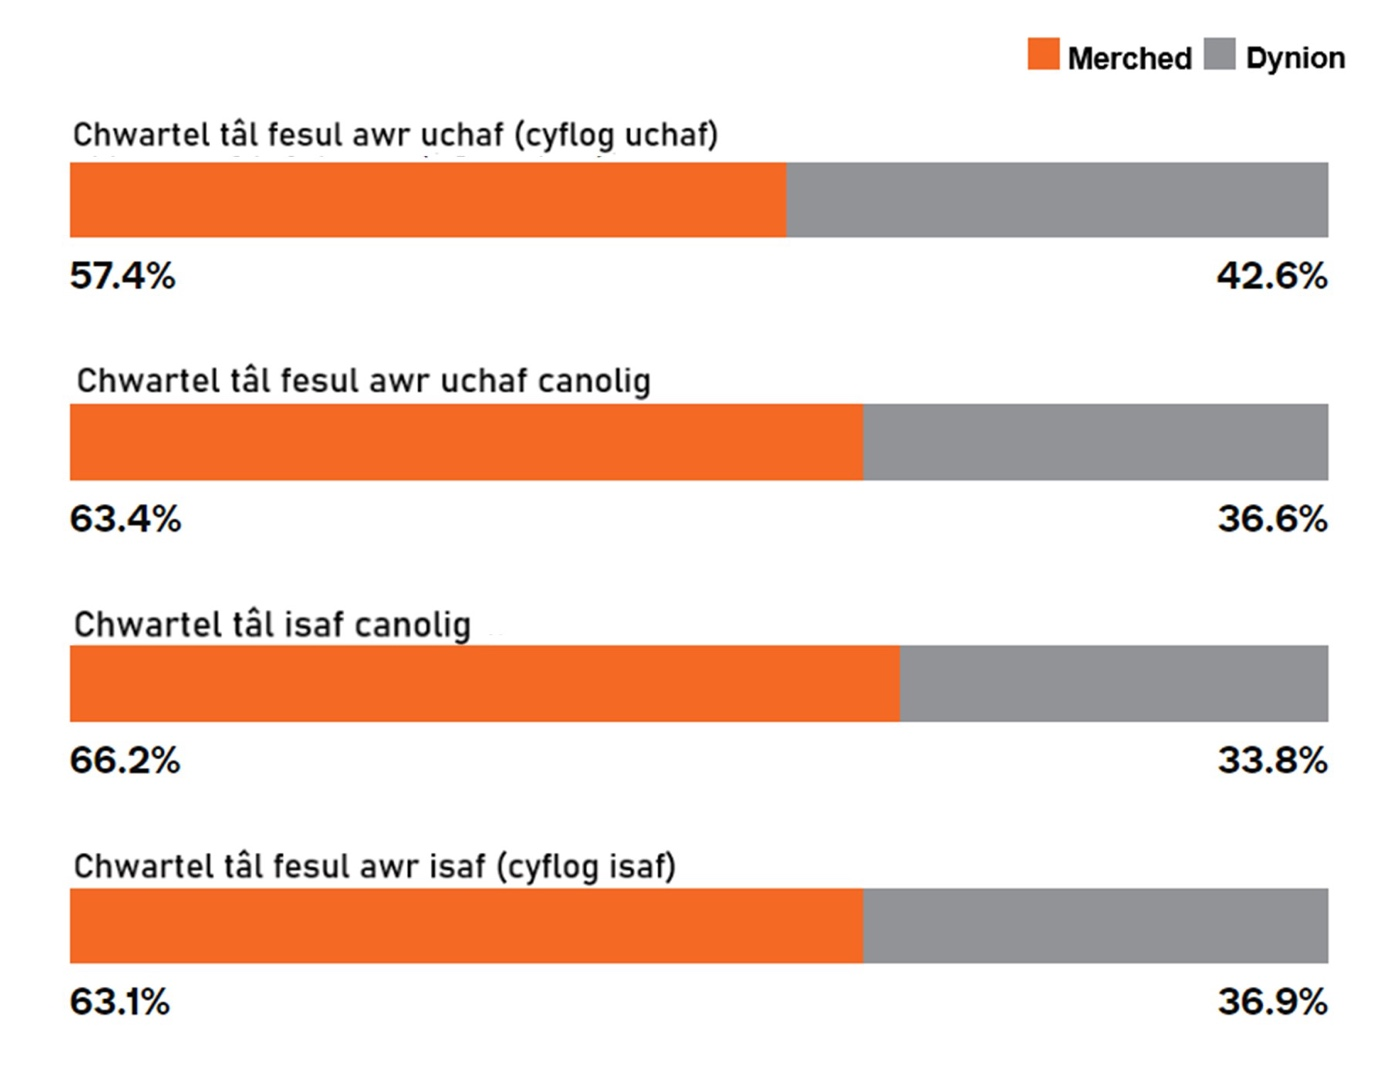 Merched Dynion
Chwartel tâl fesul awr uchaf (cyflog uchaf)
57.4% 42.6%
Chwartel tâl fesul awr uchaf canolig
63.4% 36.6%
Chwartel tâl isaf canolig
66.2% 33.8%
Chwartel tâl fesul awr isaf (cyflog isaf)
63.1% 36.9%